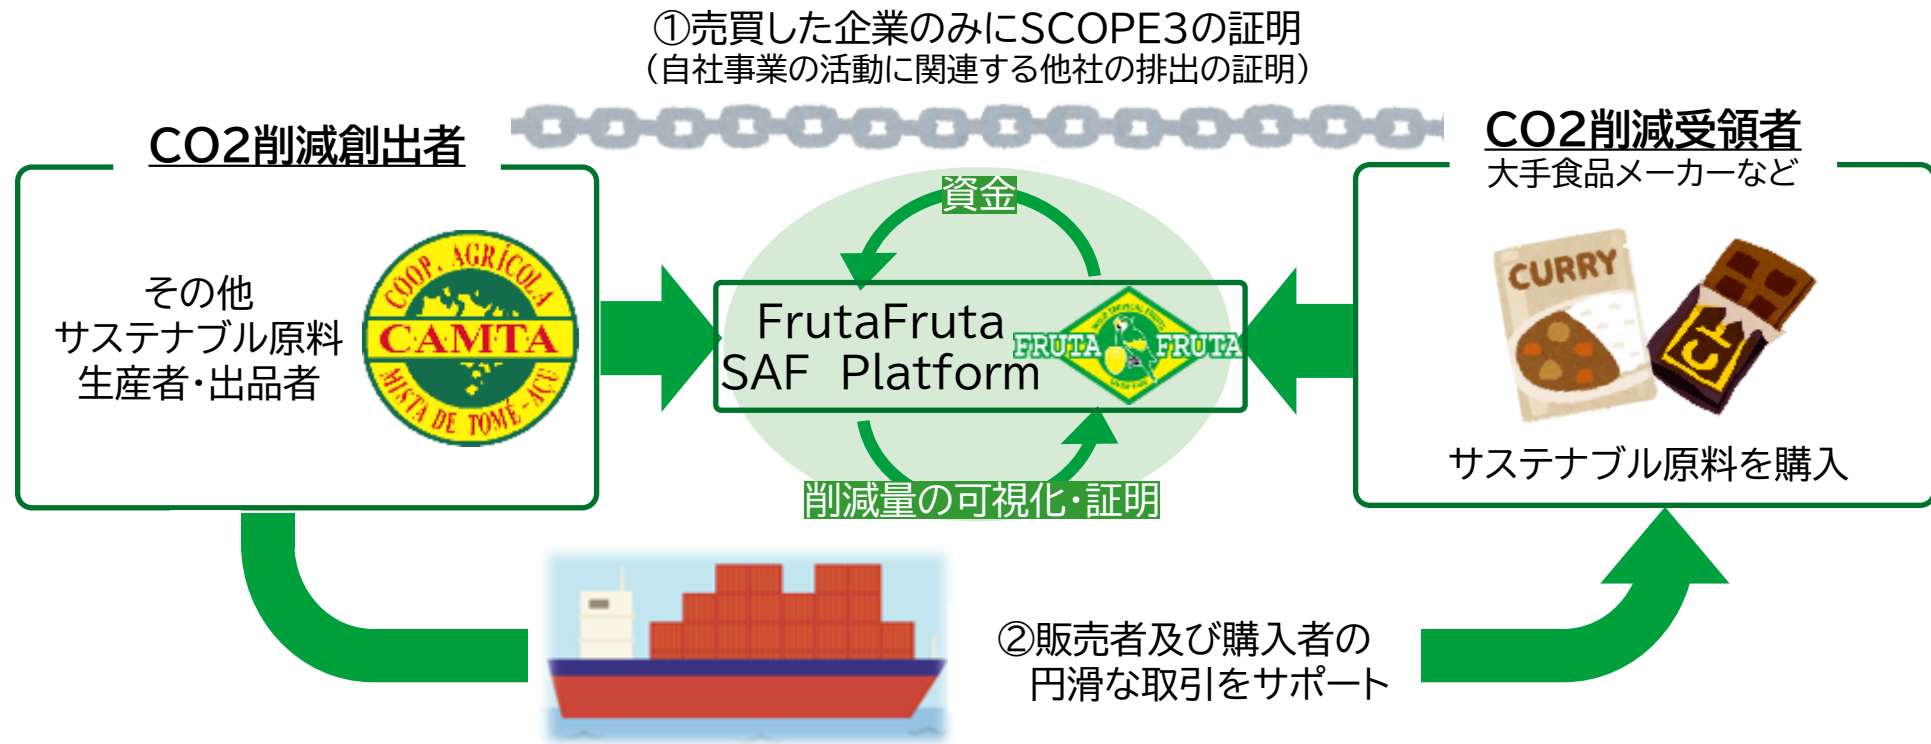 ①売買した企業のみにSCOPE3の証明
（自社事業の活動に関連する他社の排出の証明）
CO2削減創出者
CO2削減受領者
大手食品メーカーなど
その他
サステナブル原料
生産者・出品者
COOP. AGRÍCOLA
CAMTA
MISTA DE TOMÉ-AÇU
資金
FrutaFruta
SAF Platform
FRUTA FRUTA
削減量の可視化・証明
CURRY
サステナブル原料を購入
②販売者及び購入者の
円滑な取引をサポート